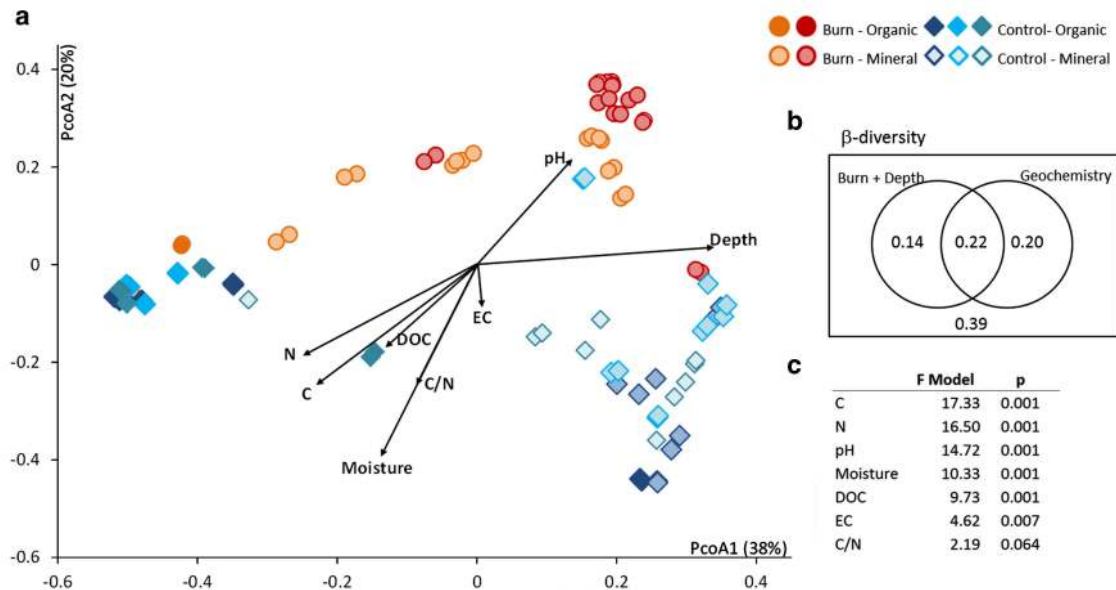 a
PcoA2 (20%)
0.4
0.2
0
-0.2
-0.4
-0.6
-0.6
-0.4
-0.2
0
0.2
0.4
PcoA1 (38%)
pH
Depth
EC
DOC
N
C
C/N
Moisture
Burn - Organic
Control- Organic
Burn - Mineral
Control - Mineral
b
β-diversity
Burn + Depth
Geochemistry
0.14 0.22 0.20
0.39
c
F Model p
C 17.33 0.001
N 16.50 0.001
pH 14.72 0.001
Moisture 10.33 0.001
DOC 9.73 0.001
EC 4.62 0.007
C/N 2.19 0.064